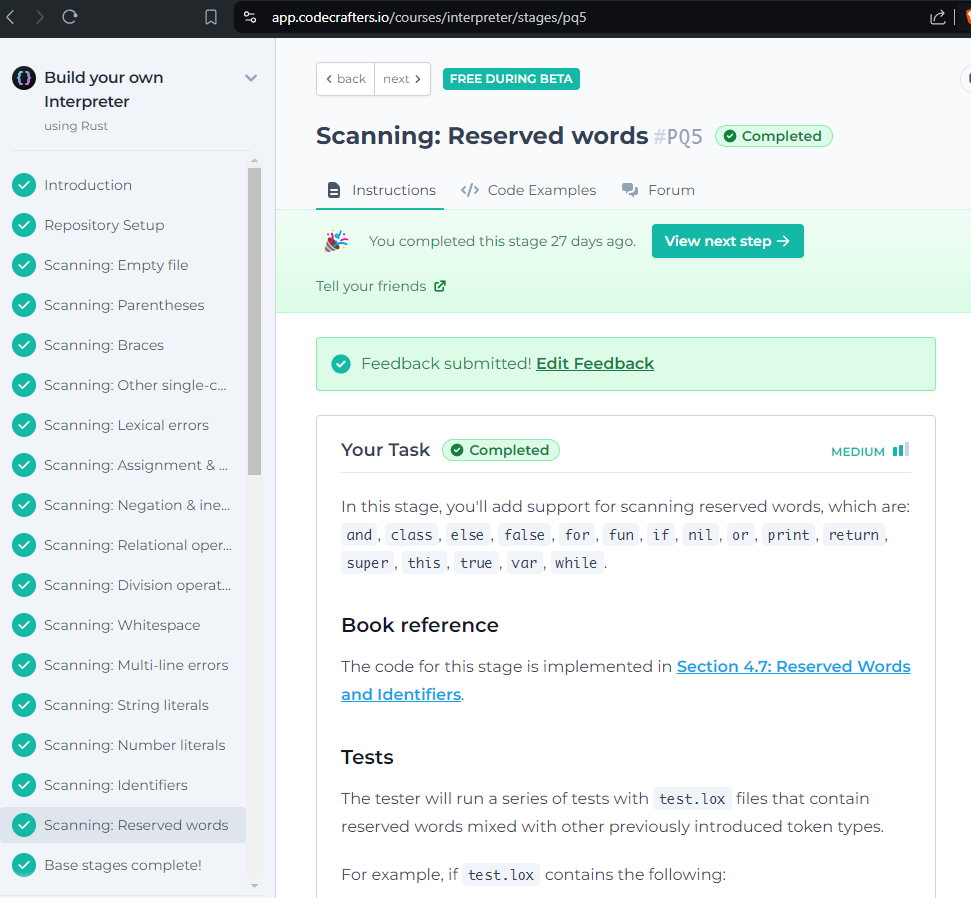 app.codecrafters.io/courses/interpreter/stages/pq5
Build your own
Interpreter
using Rust
Introduction
Repository Setup
Scanning: Empty file
Scanning: Parentheses
Scanning: Braces
Scanning: Other single-c...
Scanning: Lexical errors
Scanning: Assignment & ...
Scanning: Negation & ine...
Scanning: Relational oper...
Scanning: Division operat...
Scanning: Whitespace
Scanning: Multi-line errors
Scanning: String literals
Scanning: Number literals
Scanning: Identifiers
Scanning: Reserved words
Base stages complete!
back next FREE DURING BETA
Scanning: Reserved words #PQ5 Completed
Instructions </> Code Examples Forum
You completed this stage 27 days ago. View next step →
Tell your friends
Feedback submitted! Edit Feedback
Your Task Completed MEDIUM
In this stage, you'll add support for scanning reserved words, which are:
and, class, else, false, for, fun, if, nil, or, print, return,
super, this, true, var, while.
Book reference
The code for this stage is implemented in Section 4.7: Reserved Words
and Identifiers.
Tests
The tester will run a series of tests with test.lox files that contain
reserved words mixed with other previously introduced token types.
For example, if test.lox contains the following: